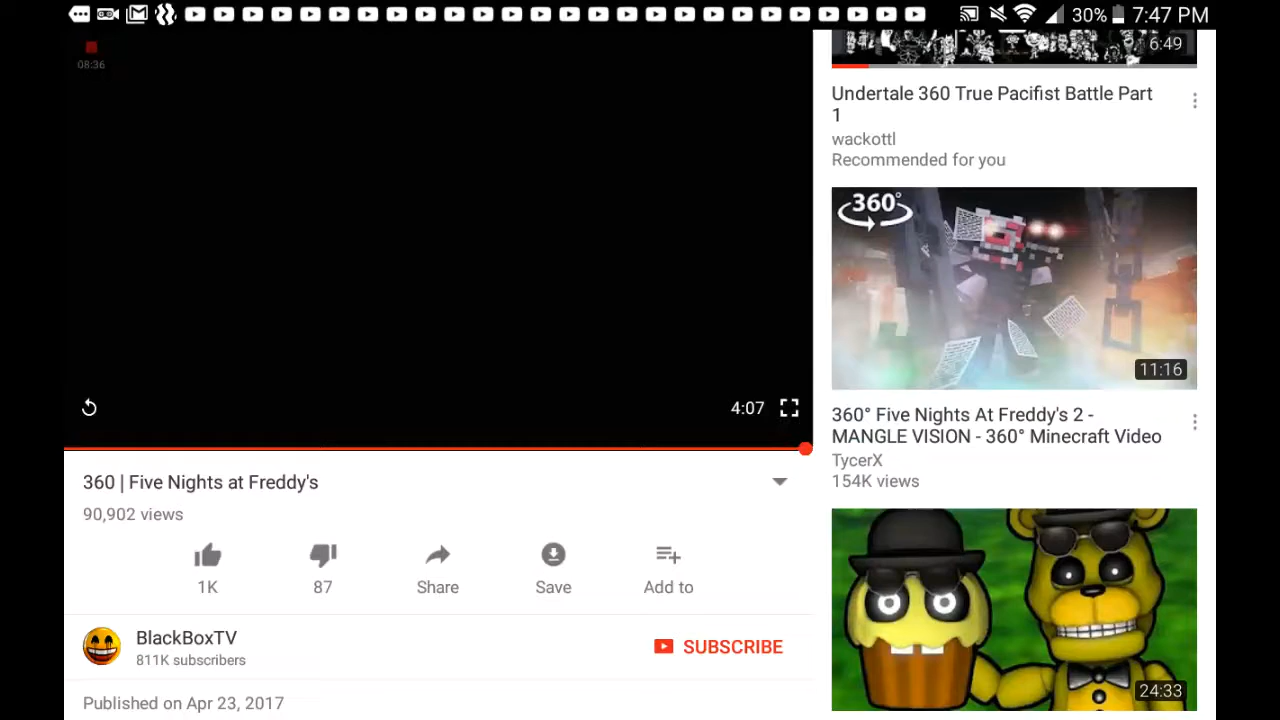 30% 7:47 PM
08:36
4:07
360 | Five Nights at Freddy's
90,902 views
1K
87
Share
Save
Add to
BlackBoxTV
811K subscribers
SUBSCRIBE
Published on Apr 23, 2017
6:49
Undertale 360 True Pacifist Battle Part
1
wackottl
Recommended for you
360°
11:16
360° Five Nights At Freddy's 2 -
MANGLE VISION - 360° Minecraft Video
TycerX
154K views
24:33